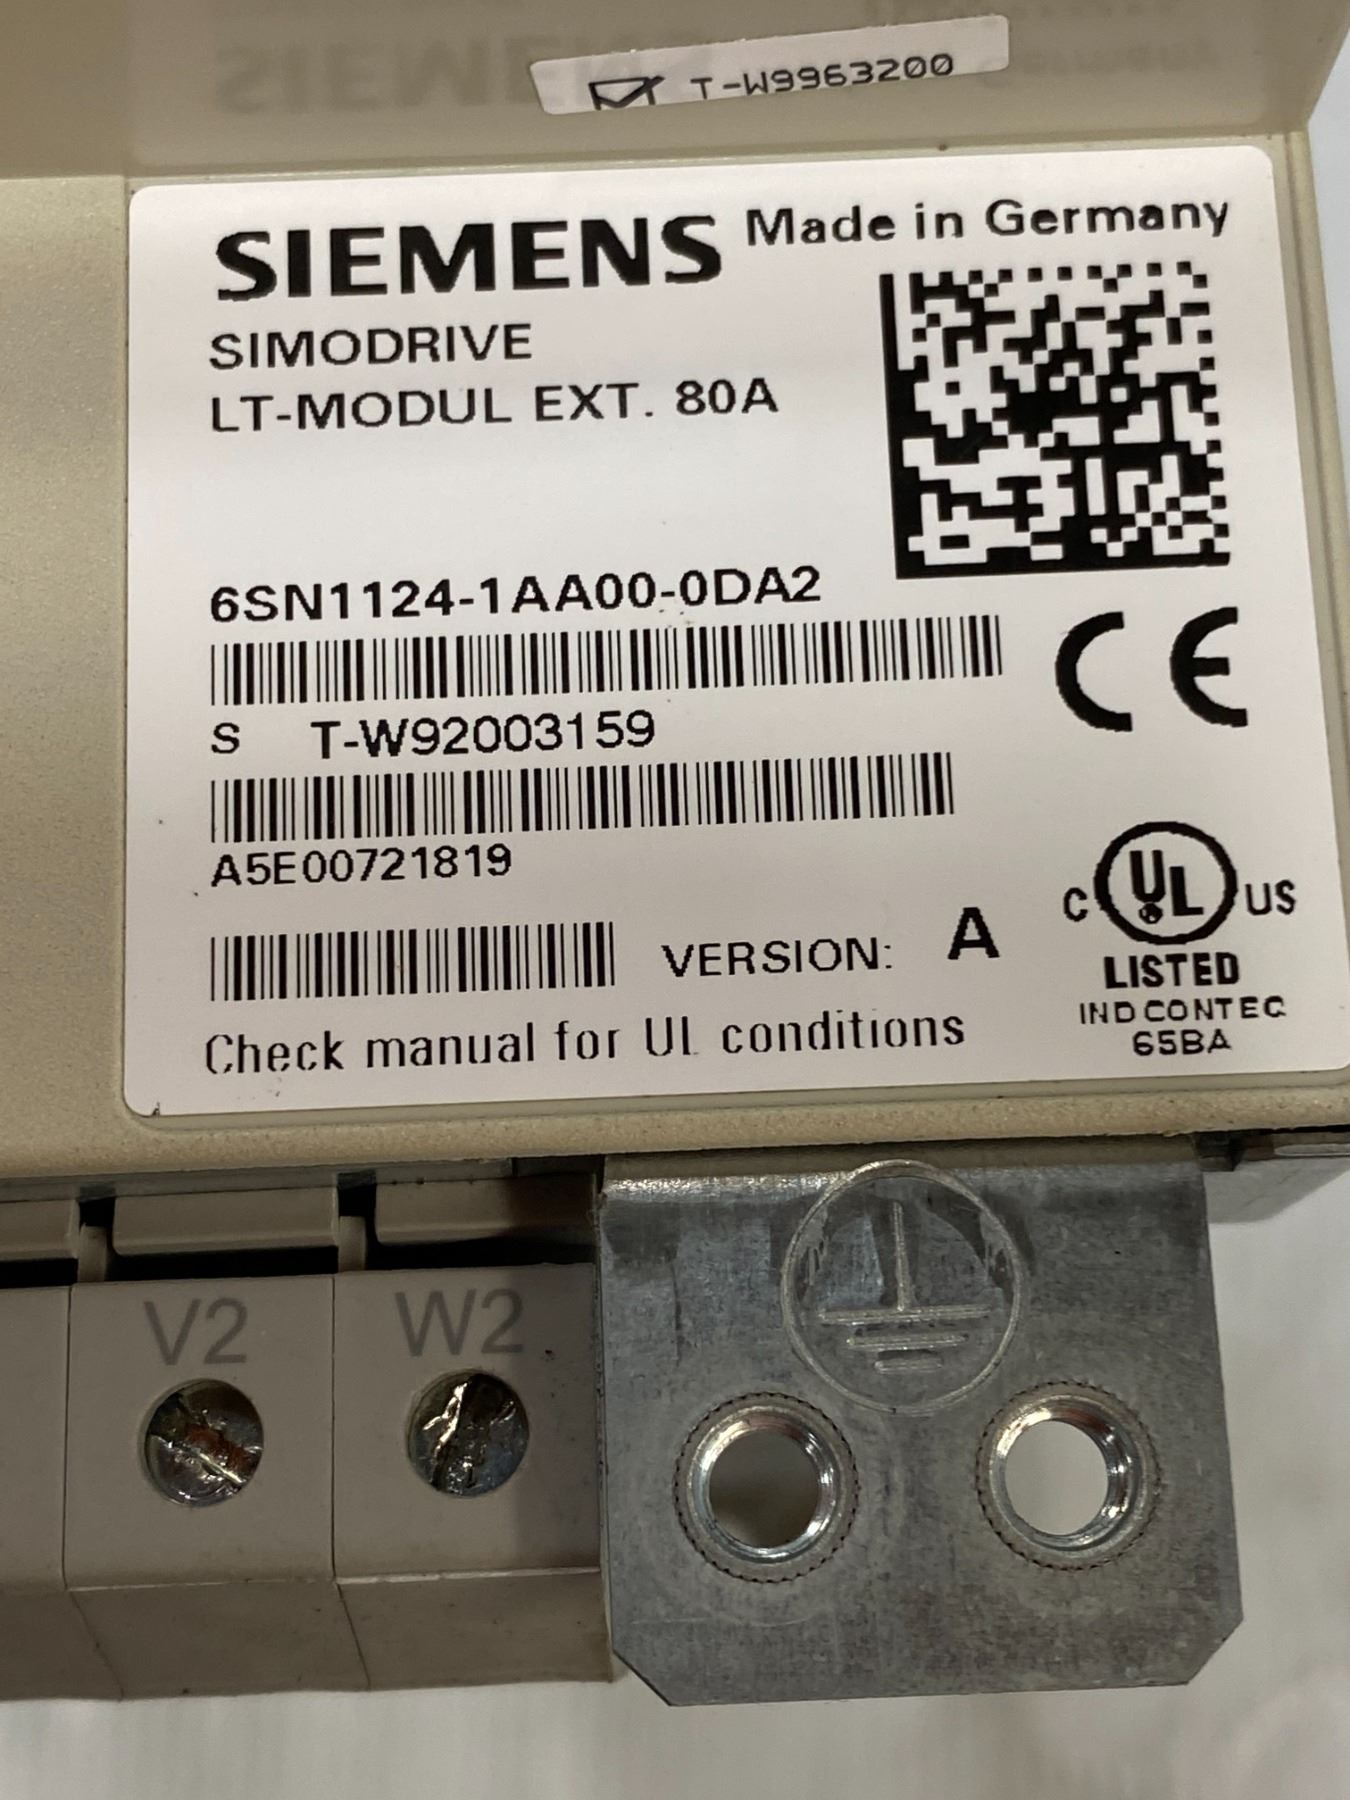 T-W9963200
SIEMENS Made in Germany
SIMODRIVE
LT-MODUL EXT. 80A
6SN1124-1AA00-0DA2
S T-W92003159
A5E00721819
VERSION: A
Check manual for UL conditions
CE
C UL US
LISTED
IND CONT EQ
65BA
V2 W2